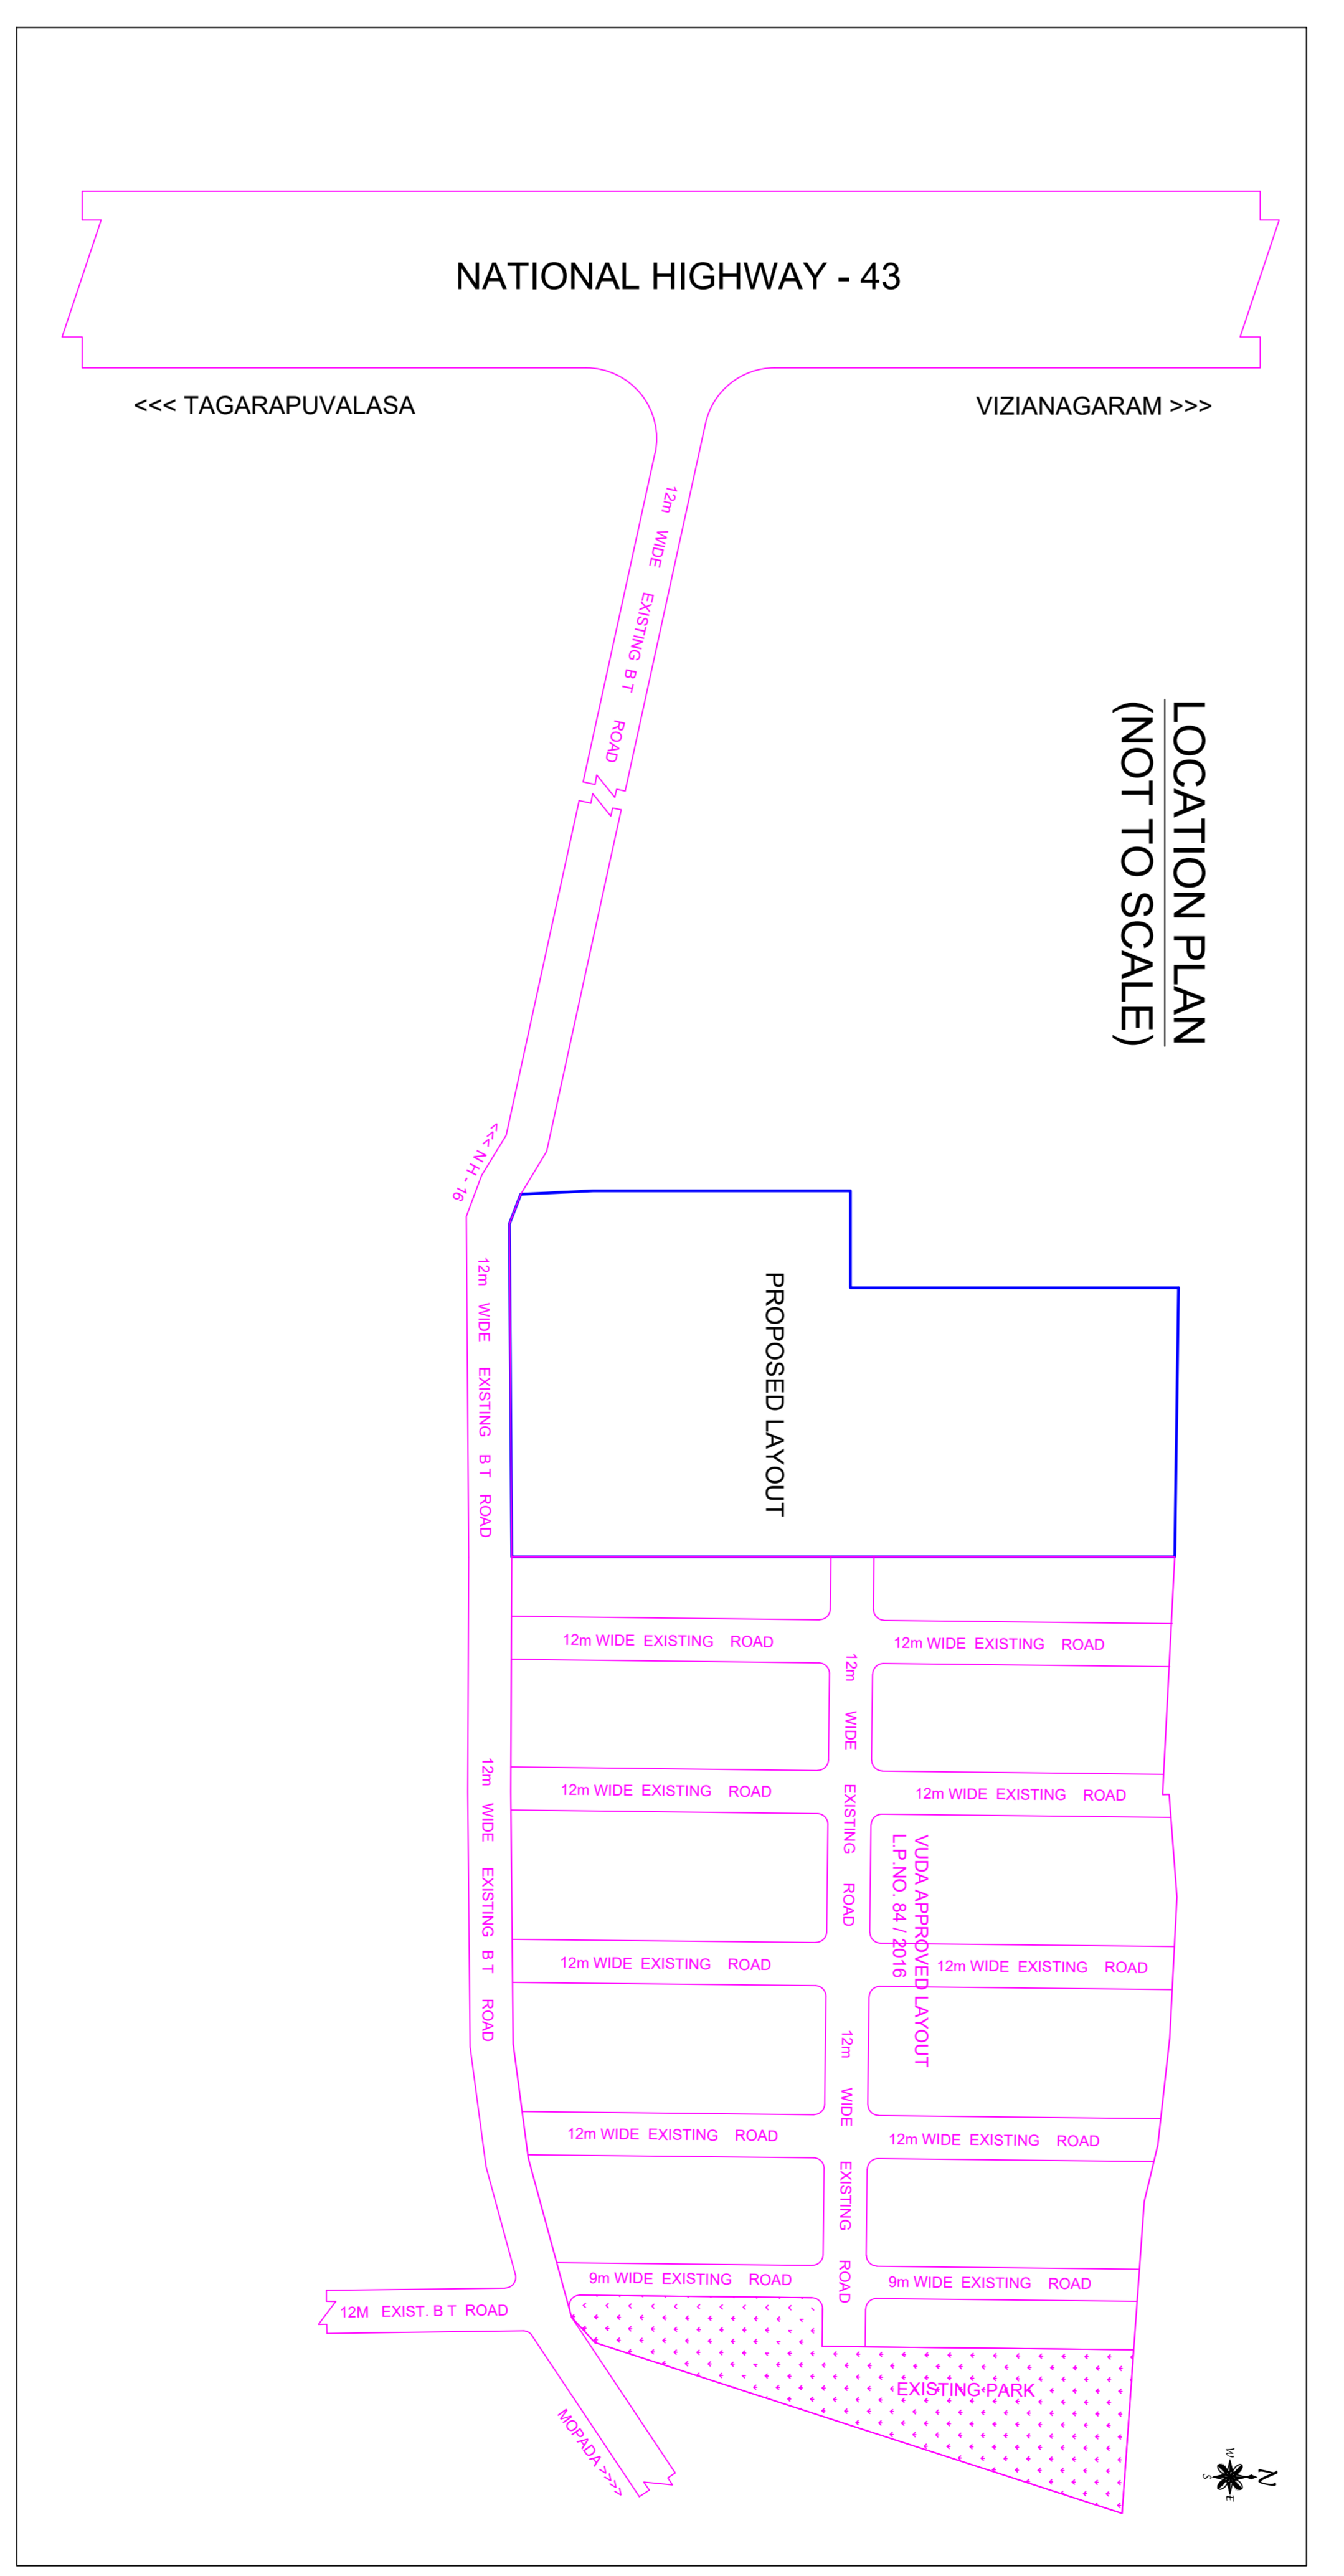 NATIONAL HIGHWAY - 43
<<< TAGARAPUVALASA
VIZIANAGARAM >>>
12m WIDE EXISTING B T ROAD
LOCATION PLAN
(NOT TO SCALE)
<<< N H - 16
12m WIDE EXISTING B T ROAD
PROPOSED LAYOUT
12m WIDE EXISTING ROAD
12m WIDE EXISTING ROAD
12m WIDE EXISTING ROAD
12m WIDE EXISTING B T ROAD
12m WIDE EXISTING ROAD
12m WIDE EXISTING ROAD
VUDA APPROVED LAYOUT
L.P.NO. 84 / 2016
12m WIDE EXISTING ROAD
12m WIDE EXISTING ROAD
12m WIDE EXISTING ROAD
12m WIDE EXISTING ROAD
12m WIDE EXISTING ROAD
9m WIDE EXISTING ROAD
9m WIDE EXISTING ROAD
12M EXIST. B T ROAD
EXISTING PARK
MOPADA >>>>
N
W
S
E